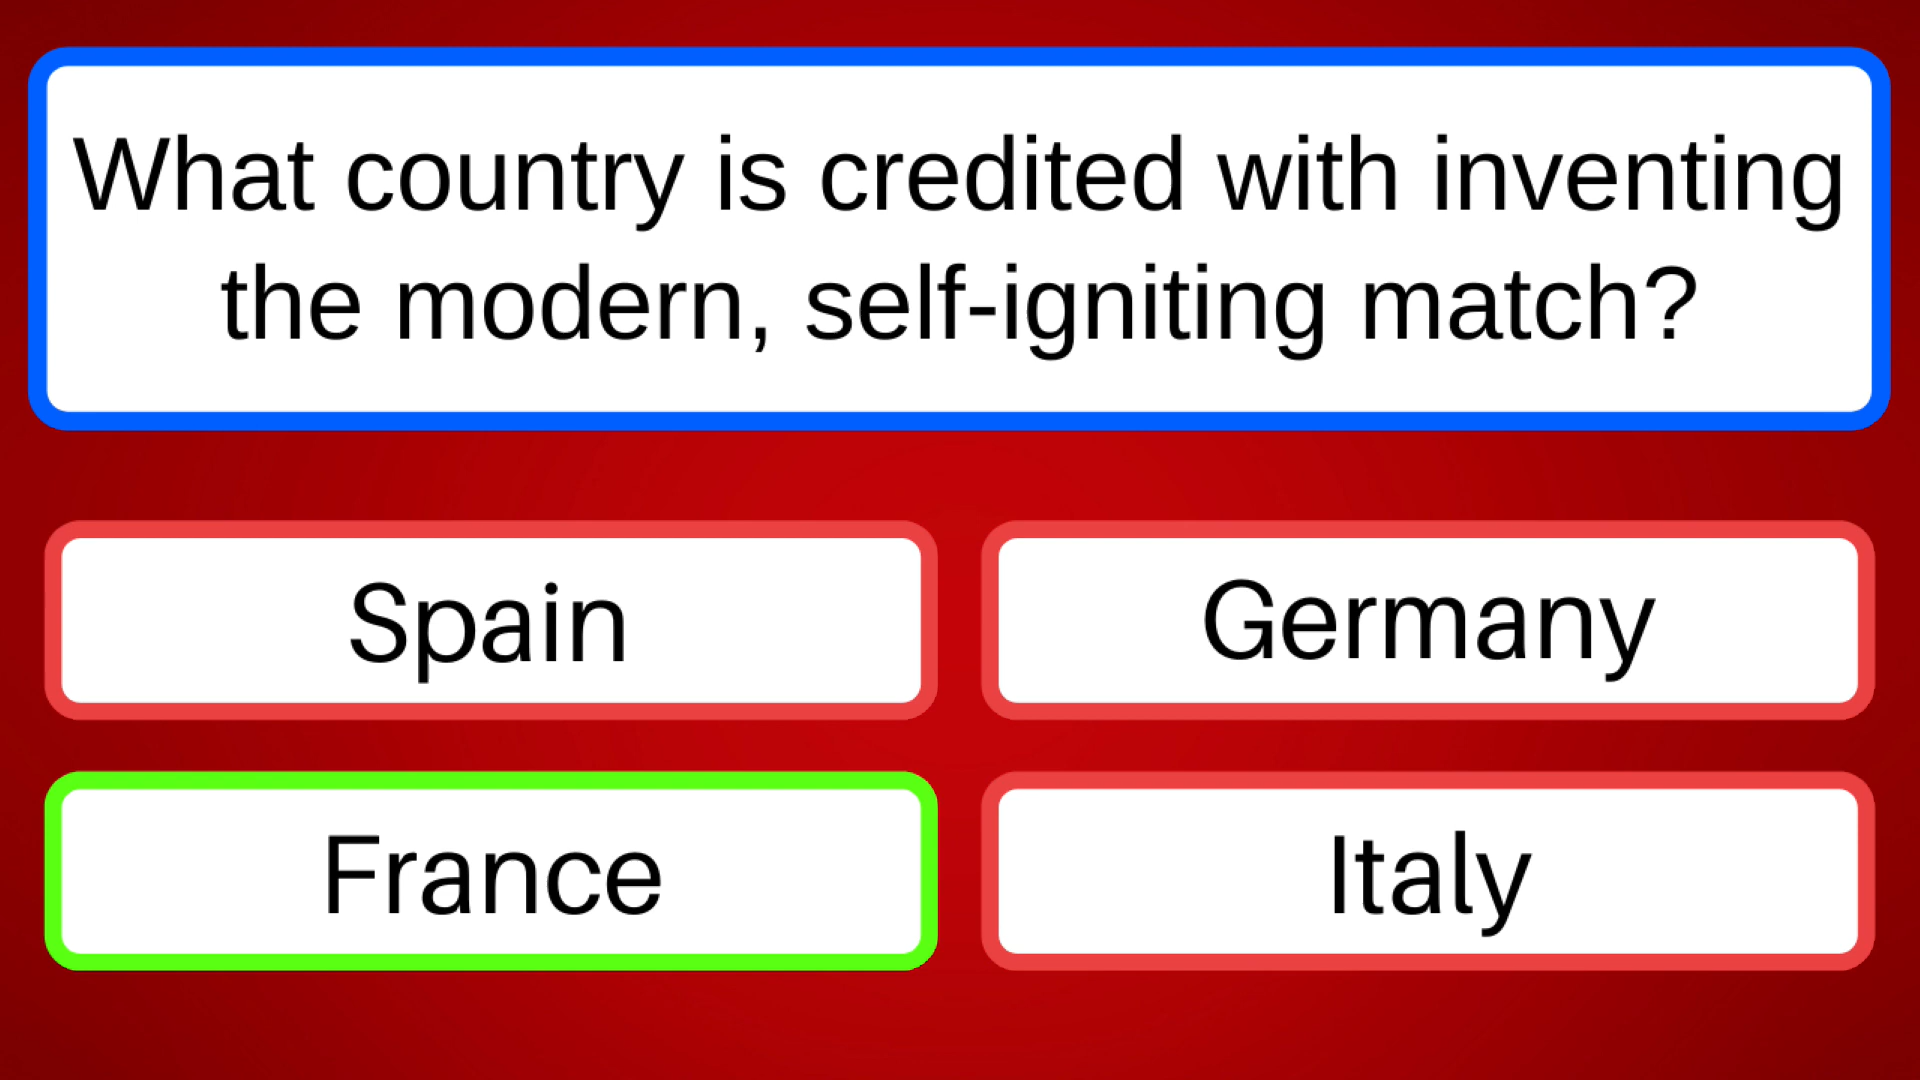 What country is credited with inventing
the modern, self-igniting match?
Spain
Germany
France
Italy